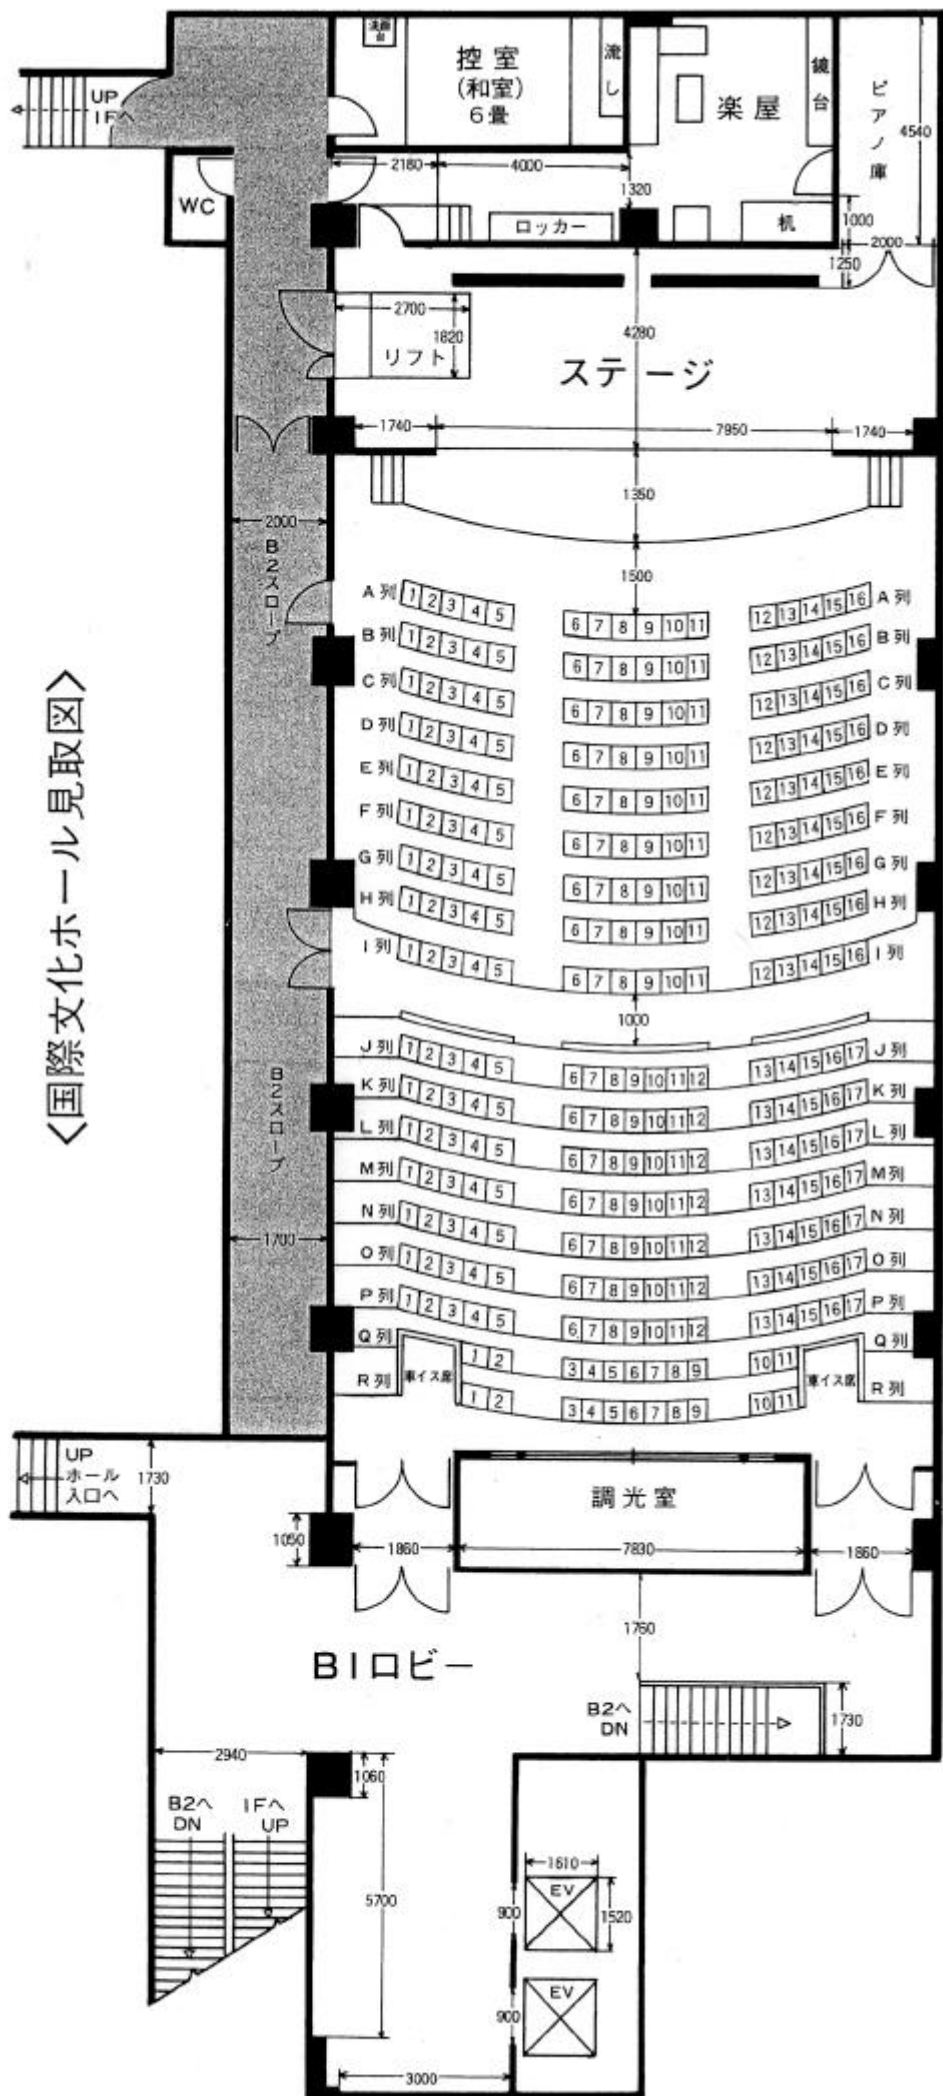 <国際文化ホール見取図>
洗面台
控室
(和室)
6畳
流し
楽屋
鏡台
ピアノ庫
4540
UP
1Fへ
WC
2180
4000
1320
ロッカー
机
1000
2000
1250
2700
1820
リフト
4280
ステージ
1740
7950
1740
1350
2000
B2スロープ
1500
A列 1 2 3 4 5 6 7 8 9 10 11 12 13 14 15 16 A列
B列 1 2 3 4 5 6 7 8 9 10 11 12 13 14 15 16 B列
C列 1 2 3 4 5 6 7 8 9 10 11 12 13 14 15 16 C列
D列 1 2 3 4 5 6 7 8 9 10 11 12 13 14 15 16 D列
E列 1 2 3 4 5 6 7 8 9 10 11 12 13 14 15 16 E列
F列 1 2 3 4 5 6 7 8 9 10 11 12 13 14 15 16 F列
G列 1 2 3 4 5 6 7 8 9 10 11 12 13 14 15 16 G列
H列 1 2 3 4 5 6 7 8 9 10 11 12 13 14 15 16 H列
I列 1 2 3 4 5 6 7 8 9 10 11 12 13 14 15 16 I列
1000
B2スロープ
J列 1 2 3 4 5 6 7 8 9 10 11 12 13 14 15 16 17 J列
K列 1 2 3 4 5 6 7 8 9 10 11 12 13 14 15 16 17 K列
L列 1 2 3 4 5 6 7 8 9 10 11 12 13 14 15 16 17 L列
M列 1 2 3 4 5 6 7 8 9 10 11 12 13 14 15 16 17 M列
N列 1 2 3 4 5 6 7 8 9 10 11 12 13 14 15 16 17 N列
1700
O列 1 2 3 4 5 6 7 8 9 10 11 12 13 14 15 16 17 O列
P列 1 2 3 4 5 6 7 8 9 10 11 12 13 14 15 16 17 P列
Q列 1 2 3 4 5 6 7 8 9 10 11 Q列
車イス席
車イス席
R列 1 2 3 4 5 6 7 8 9 10 11 R列
UP
ホール
入口へ
1730
調光室
1050
1860
7830
1860
1760
B1ロビー
B2へ
DN
1730
2940
1060
B2へ
DN
1Fへ
UP
5700
1610
EV
900
1520
EV
900
3000